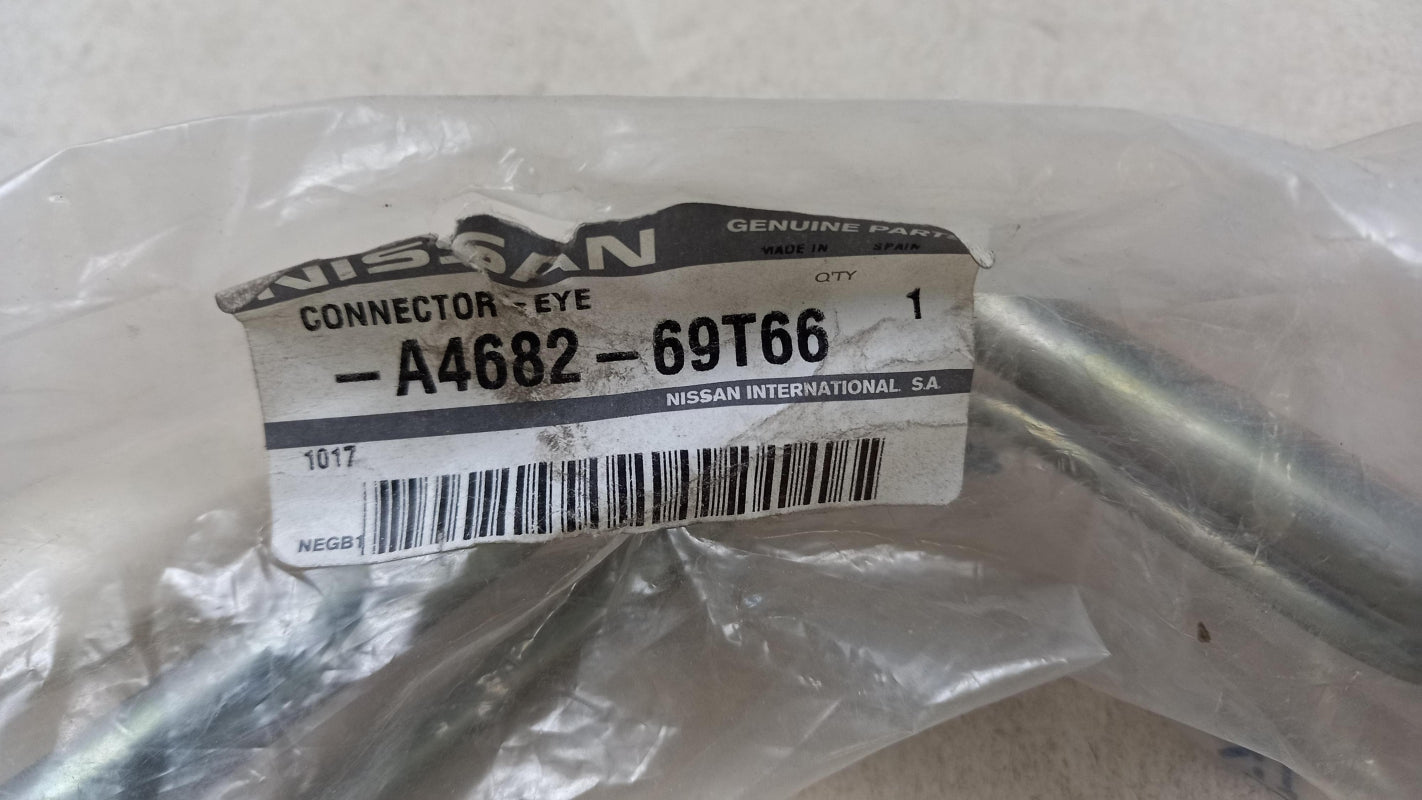 NISSAN
GENUINE PARTS
MADE IN SPAIN
QTY
CONNECTOR - EYE 1
-A4682-69T66
NISSAN INTERNATIONAL S.A.
1017
NEGB1